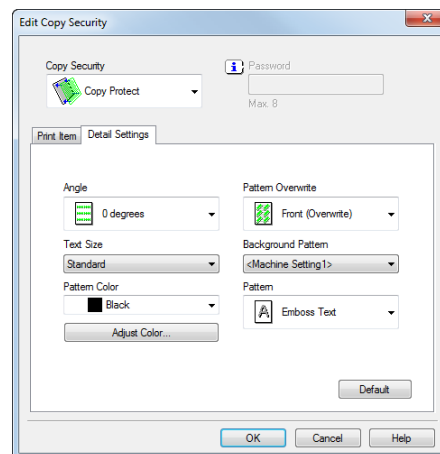 Edit Copy Security
Copy Security
Copy Protect
Password
Max. 8
Print Item
Detail Settings
Angle
0 degrees
Pattern Overwrite
Front (Overwrite)
Text Size
Standard
Background Pattern
<Machine Setting1>
Pattern Color
Black
Pattern
A
Emboss Text
Adjust Color...
Default
OK
Cancel
Help